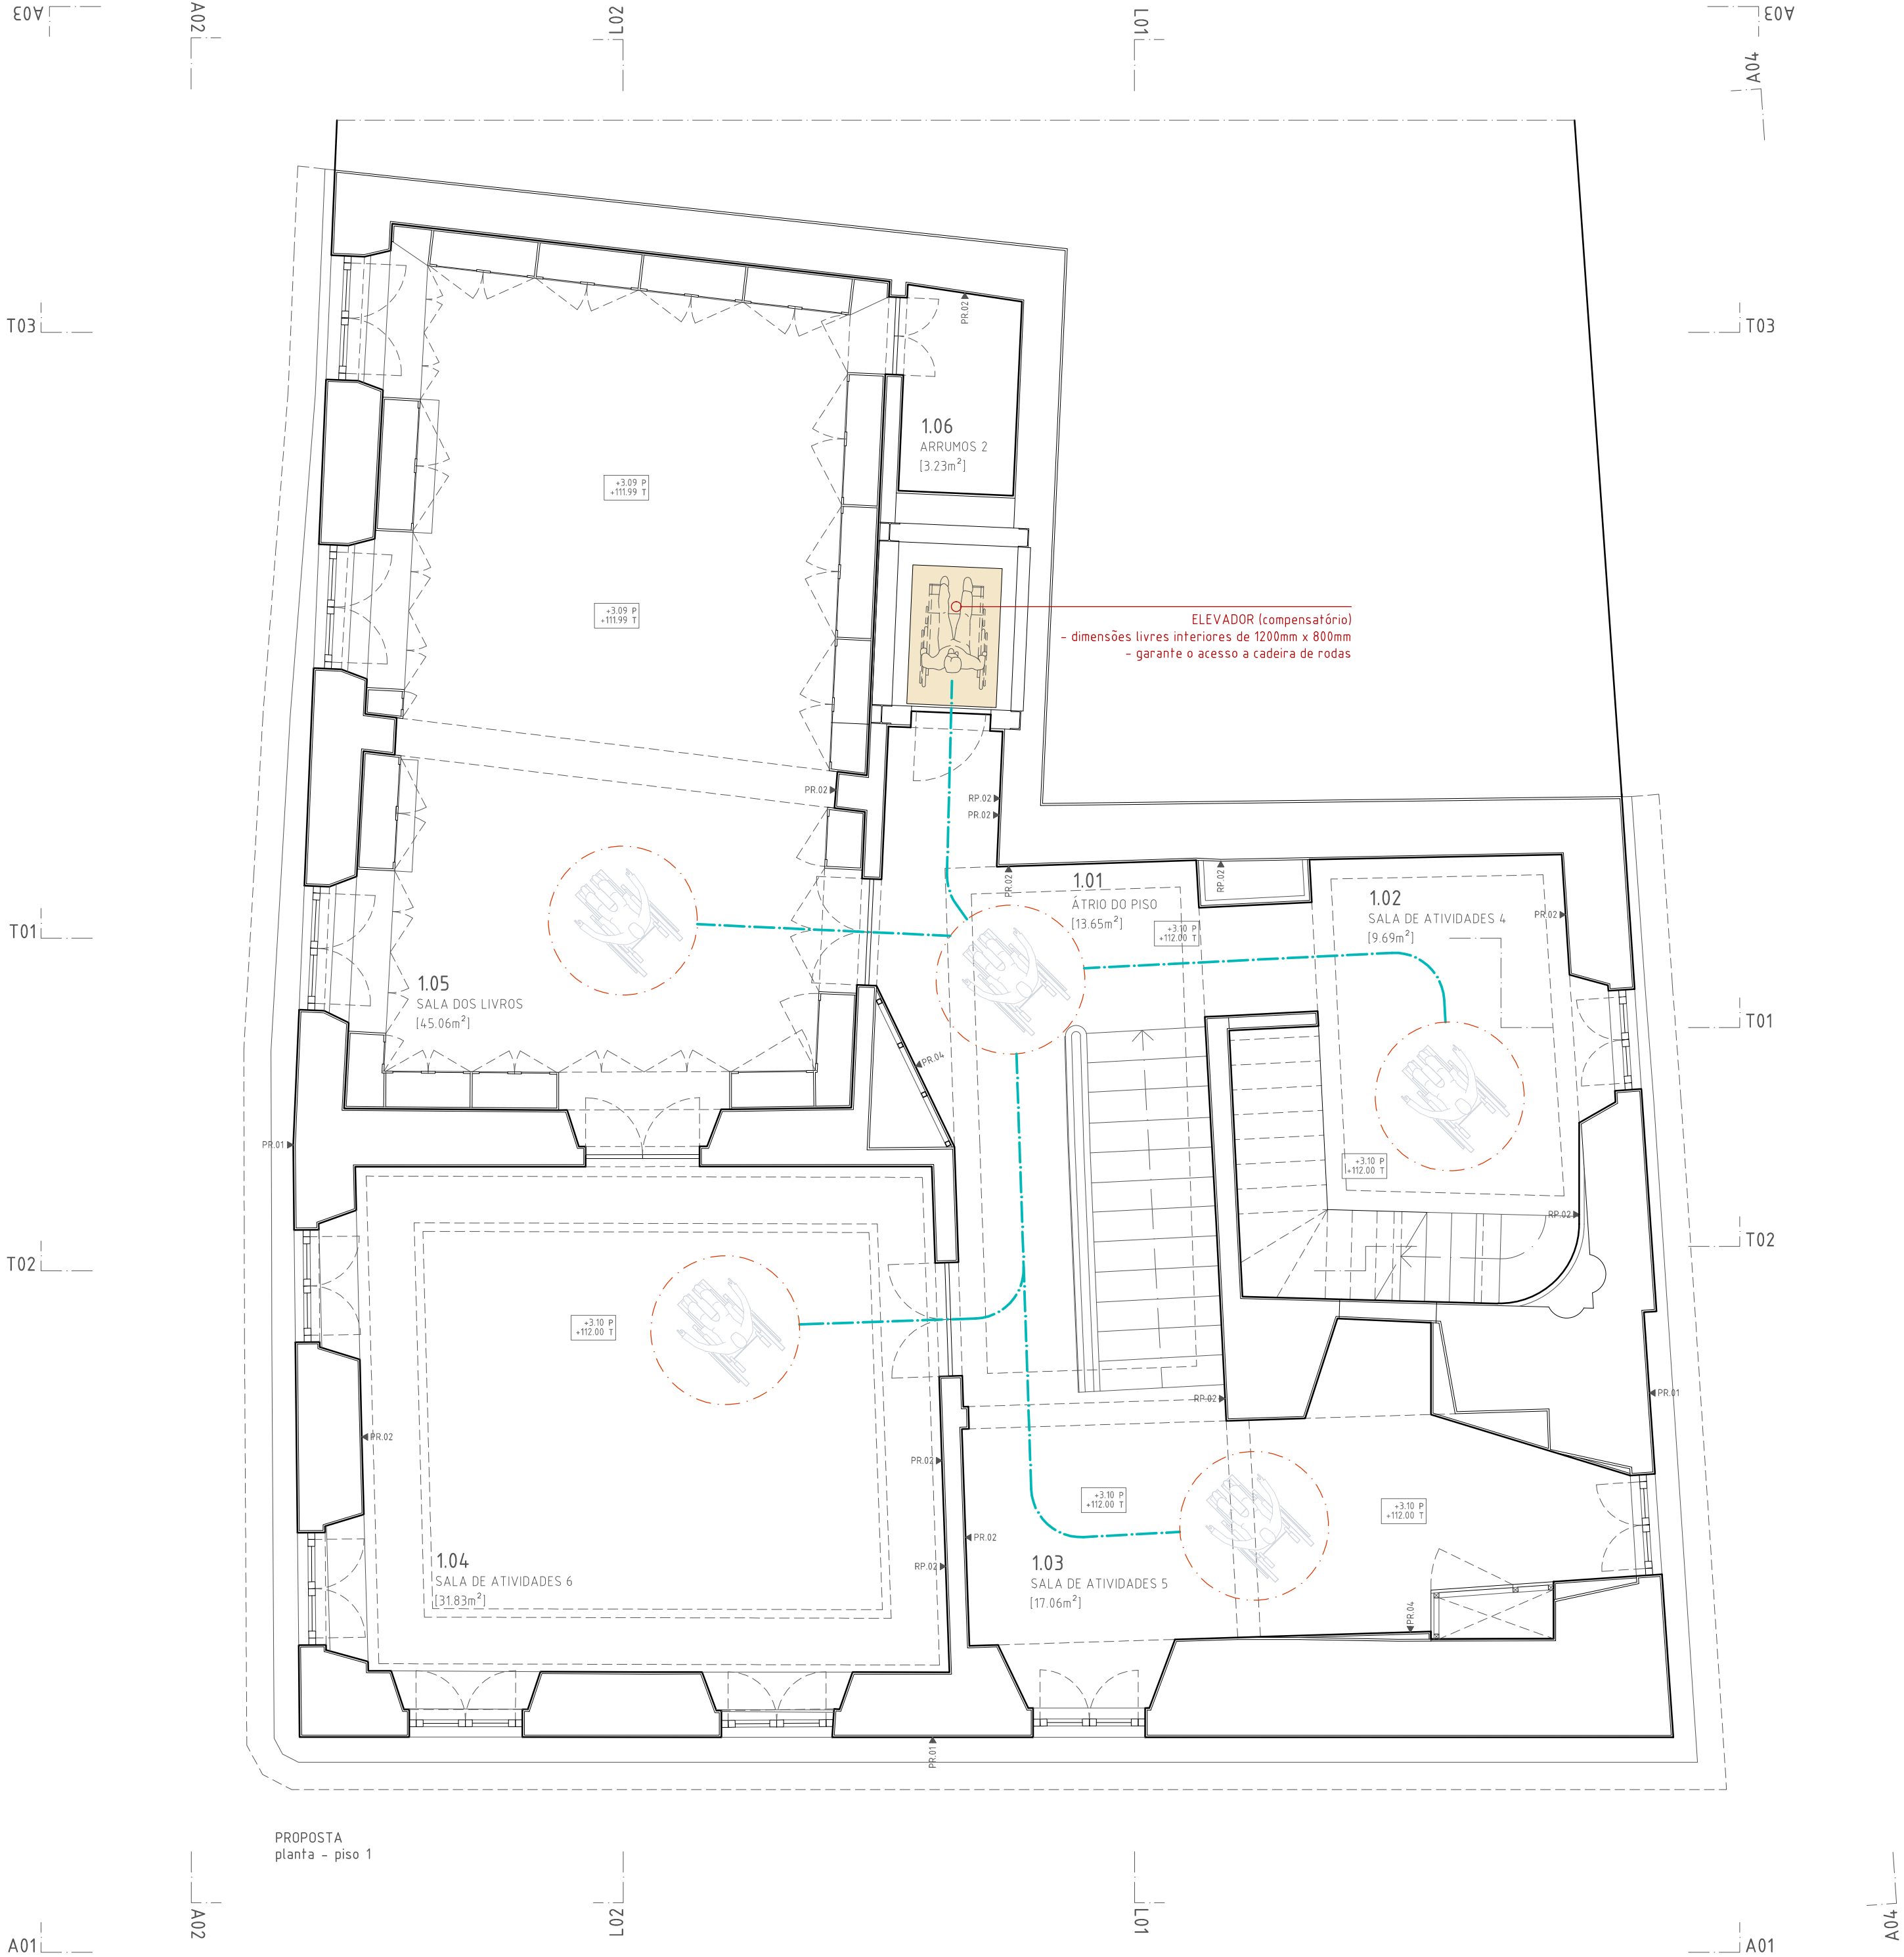 A03
A02
L02
L01
A03
A04
T03
T03
PR.02
1.06
ARRUMOS 2
[3.23m²]
+3.09 P
+111.99 T
+3.09 P
+111.99 T
ELEVADOR (compensatório)
- dimensões livres interiores de 1200mm x 800mm
- garante o acesso a cadeira de rodas
PR.02
RP.02
PR.02
PR.02
1.01
ÁTRIO DO PISO
[13.65m²]
+3.10 P
+112.00 T
RP.02
1.02
SALA DE ATIVIDADES 4
[9.69m²]
PR.02
T01
T01
1.05
SALA DOS LIVROS
[45.06m²]
PR.04
PR.01
+3.10 P
+112.00 T
RP.02
T02
T02
+3.10 P
+112.00 T
RP.02
PR.01
PR.02
PR.02
+3.10 P
+112.00 T
+3.10 P
+112.00 T
PR.02
1.04
SALA DE ATIVIDADES 6
[31.83m²]
RP.02
1.03
SALA DE ATIVIDADES 5
[17.06m²]
PR.04
PR.01
PROPOSTA
planta - piso 1
A02
L02
L01
A04
A01
A01